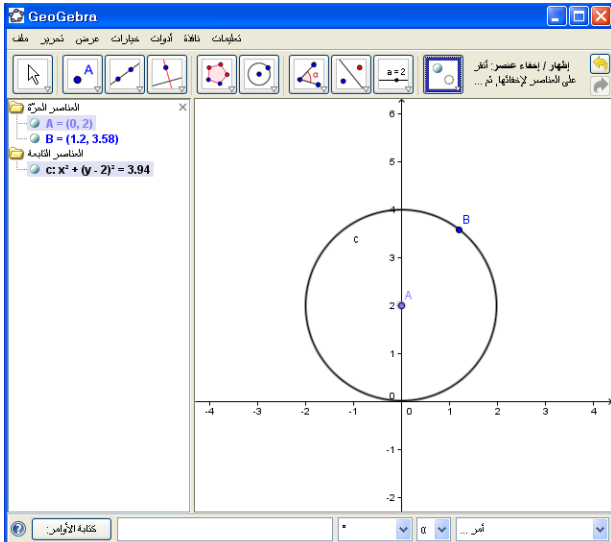 GeoGebra
ملف تحرير عرض خيارات أدوات نافذة تعليمات
A
α
a = 2
إظهار / إخفاء عنصر: أنقر
على العناصر لإخفائها, ثم ...
العناصر الحرّة
A = (0, 2)
B = (1.2, 3.58)
العناصر التابعة
c: x² + (y - 2)² = 3.94
6
5
4
3
2
1
0
-1
-2
-4 -3 -2 -1 0 1 2 3 4
c
B
A
كتابة الأوامر:
α
أمر ...